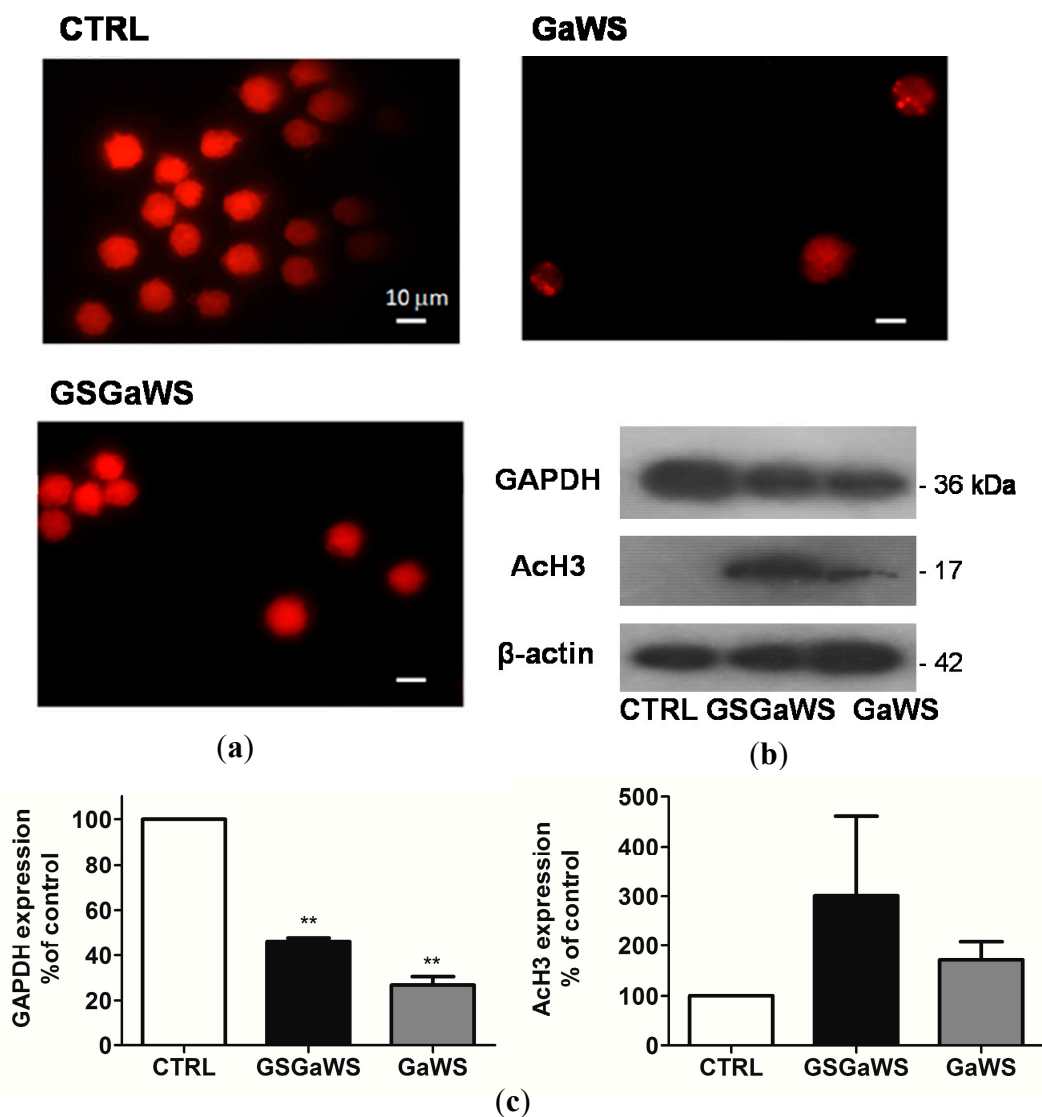 CTRL
GaWS
10 μm
GSGaWS
GAPDH
- 36 kDa
AcH3
- 17
β-actin
- 42
CTRL GSGaWS GaWS
(a)
(b)
GAPDH expression
%of control
100
80
60
40
20
0
**
**
CTRL
GSGaWS
GaWS
AcH3 expression
% of control
500
400
300
200
100
0
CTRL
GSGaWS
GaWS
(c)